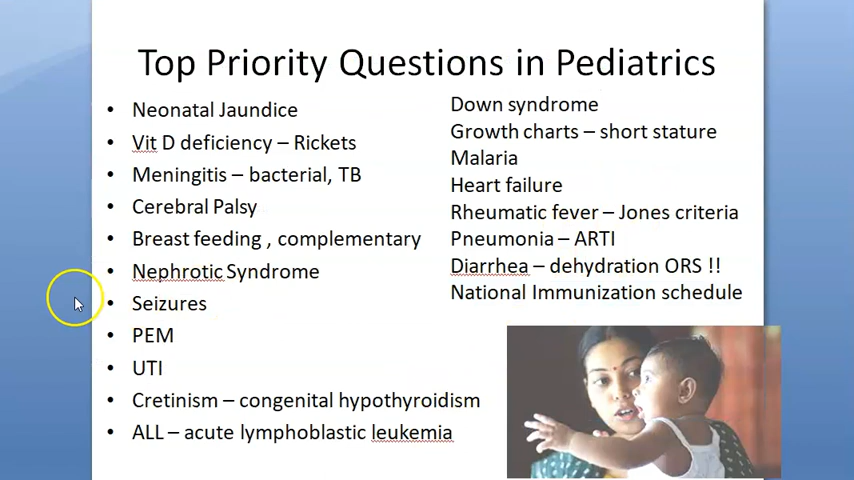 Top Priority Questions in Pediatrics
Neonatal Jaundice
Vit D deficiency – Rickets
Meningitis – bacterial, TB
Cerebral Palsy
Breast feeding , complementary
Nephrotic Syndrome
Seizures
PEM
UTI
Cretinism – congenital hypothyroidism
ALL – acute lymphoblastic leukemia
Down syndrome
Growth charts – short stature
Malaria
Heart failure
Rheumatic fever – Jones criteria
Pneumonia – ARTI
Diarrhea – dehydration ORS !!
National Immunization schedule